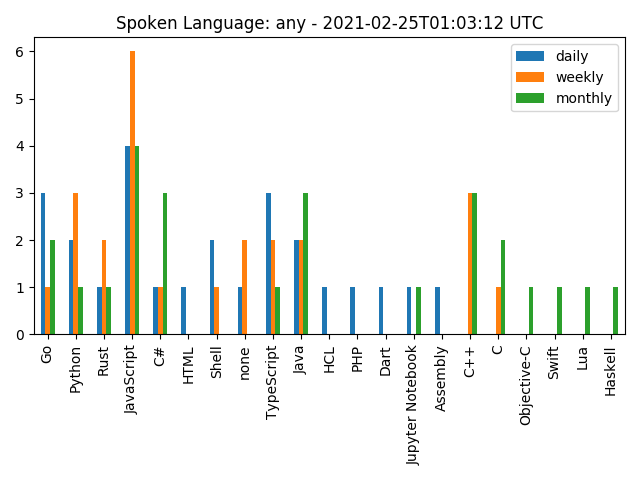 Spoken Language: any - 2021-02-25T01:03:12 UTC
daily
weekly
monthly
6
5
4
3
2
1
0
Go
Python
Rust
JavaScript
C#
HTML
Shell
none
TypeScript
Java
HCL
PHP
Dart
Jupyter Notebook
Assembly
C++
C
Objective-C
Swift
Lua
Haskell